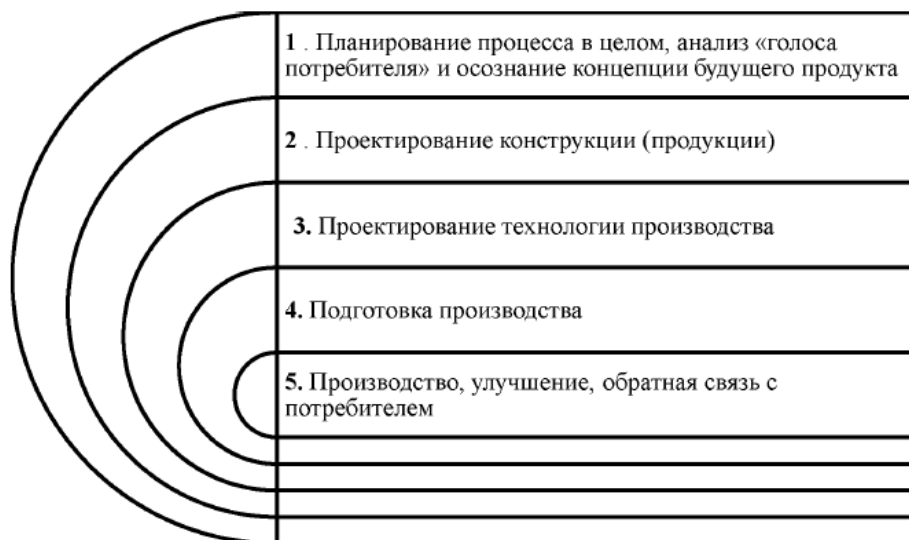 1 . Планирование процесса в целом, анализ «голоса
потребителя» и осознание концепции будущего продукта
2 . Проектирование конструкции (продукции)
3. Проектирование технологии производства
4. Подготовка производства
5. Производство, улучшение, обратная связь с
потребителем